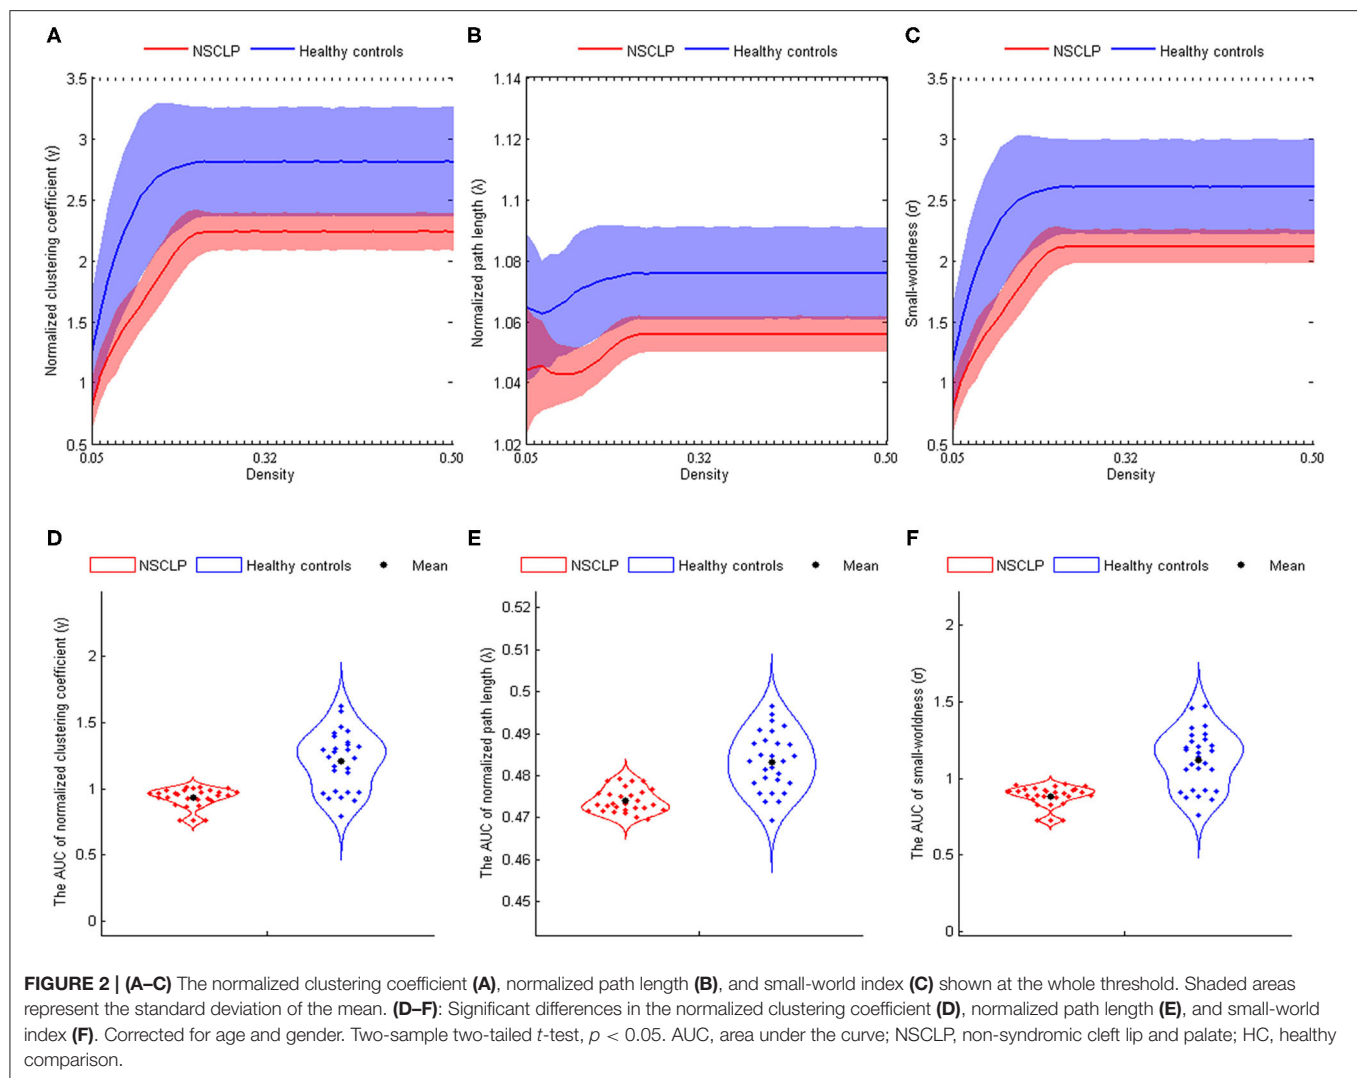 A
NSCLP Healthy controls
3.5
3
2.5
2
1.5
1
0.5
0.05 0.32 0.50
Density
Normalized clustering coefficient (γ)
B
NSCLP Healthy controls
1.14
1.12
1.1
1.08
1.06
1.04
1.02
0.05 0.32 0.50
Density
Normalized path length (λ)
C
NSCLP Healthy controls
3.5
3
2.5
2
1.5
1
0.5
0.05 0.32 0.50
Density
Small-worldness (σ)
D
NSCLP Healthy controls Mean
2
1.5
1
0.5
0
The AUC of normalized clustering coefficient (γ)
E
NSCLP Healthy controls Mean
0.52
0.51
0.5
0.49
0.48
0.47
0.46
0.45
The AUC of normalized path length (λ)
F
NSCLP Healthy controls Mean
2
1.5
1
0.5
0
The AUC of small-worldness (σ)
FIGURE 2 | (A–C) The normalized clustering coefficient (A), normalized path length (B), and small-world index (C) shown at the whole threshold. Shaded areas
represent the standard deviation of the mean. (D–F): Significant differences in the normalized clustering coefficient (D), normalized path length (E), and small-world
index (F). Corrected for age and gender. Two-sample two-tailed t-test, p < 0.05. AUC, area under the curve; NSCLP, non-syndromic cleft lip and palate; HC, healthy
comparison.